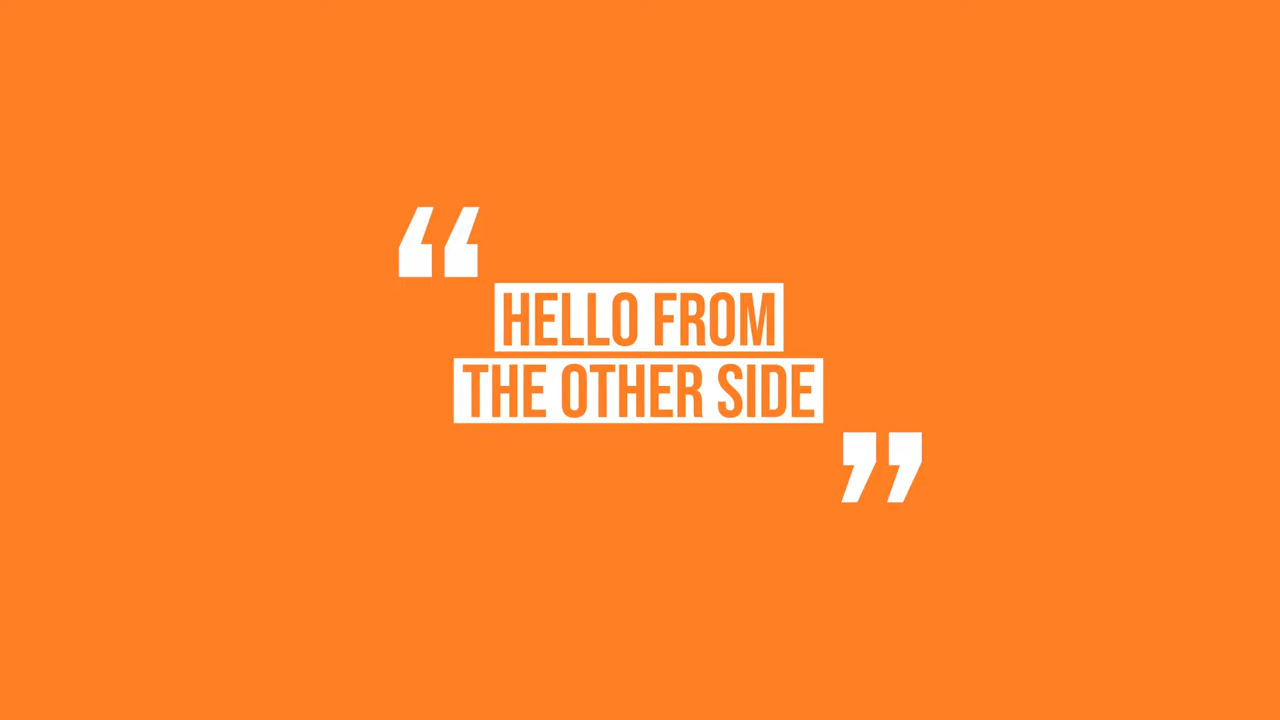 “
HELLO FROM
THE OTHER SIDE
”